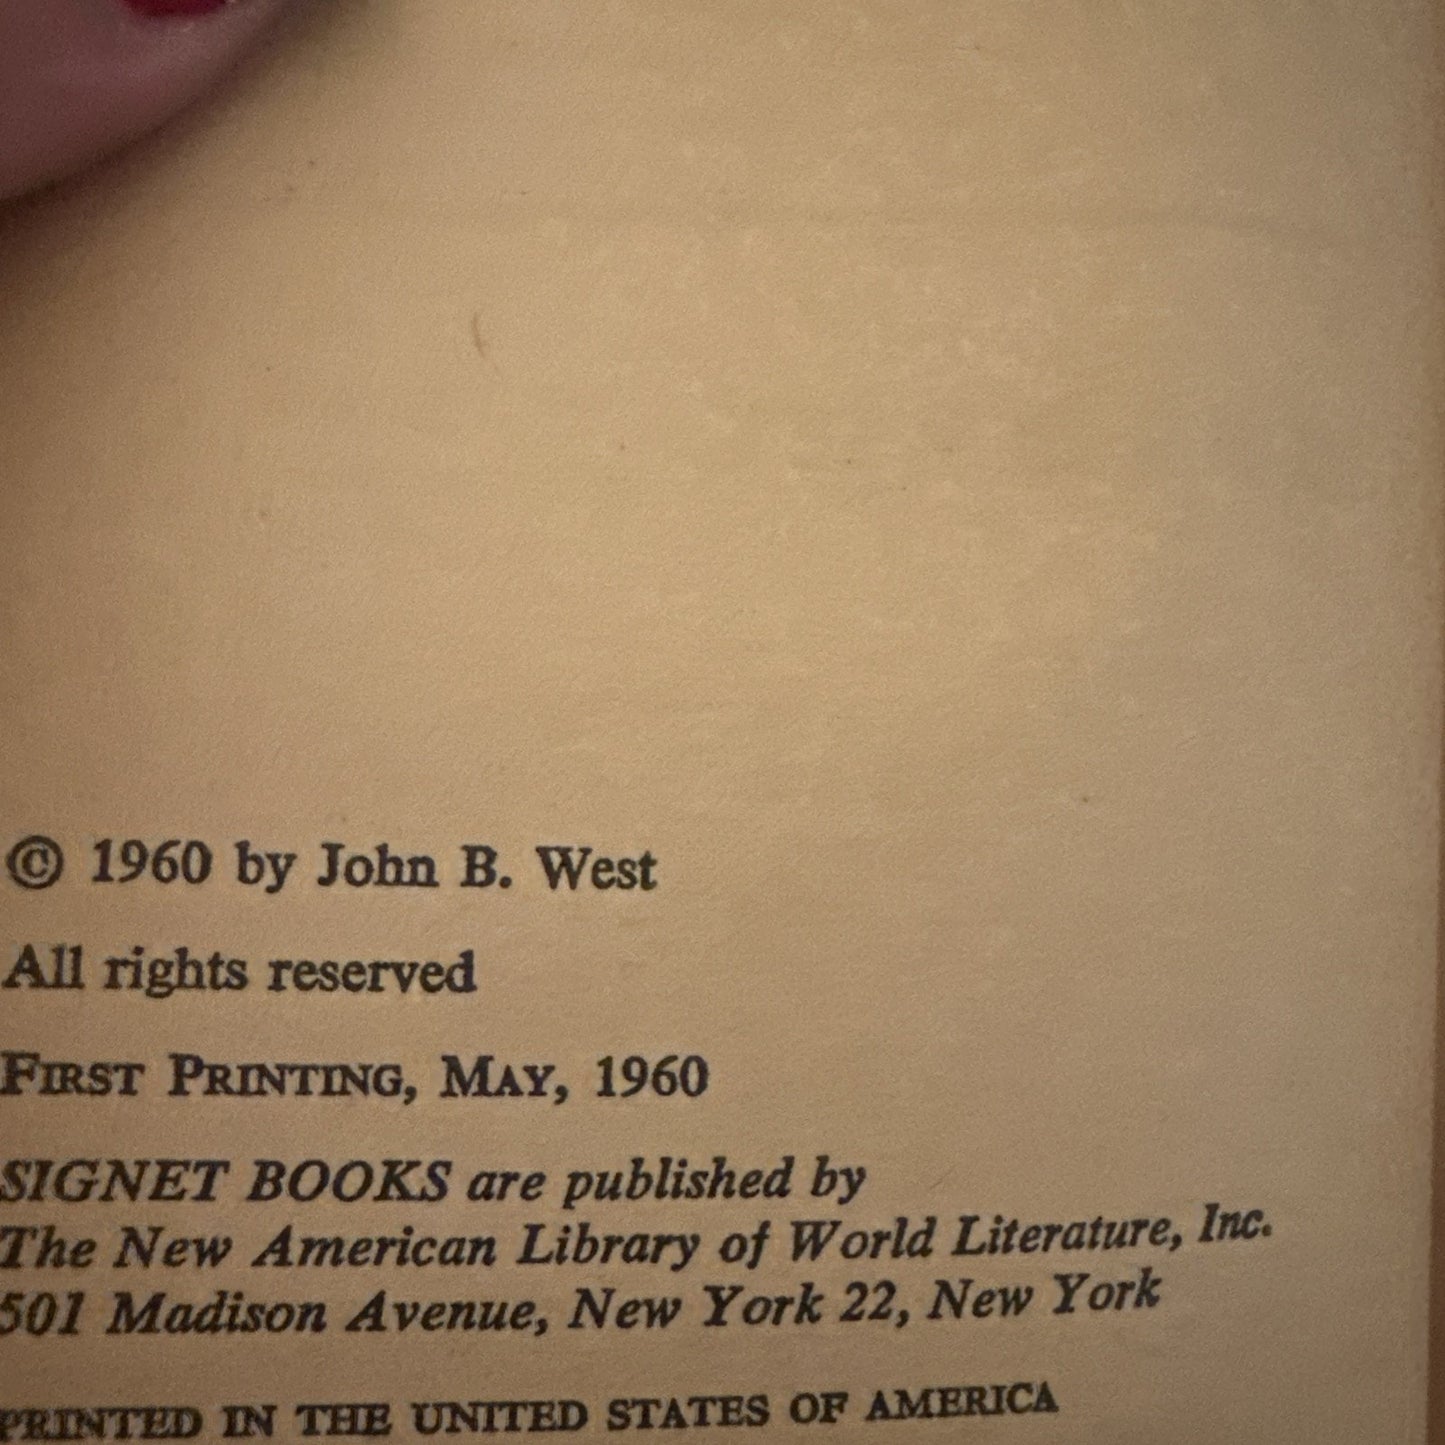 © 1960 by John B. West
All rights reserved
FIRST PRINTING, MAY, 1960
SIGNET BOOKS are published by
The New American Library of World Literature, Inc.
501 Madison Avenue, New York 22, New York
PRINTED IN THE UNITED STATES OF AMERICA